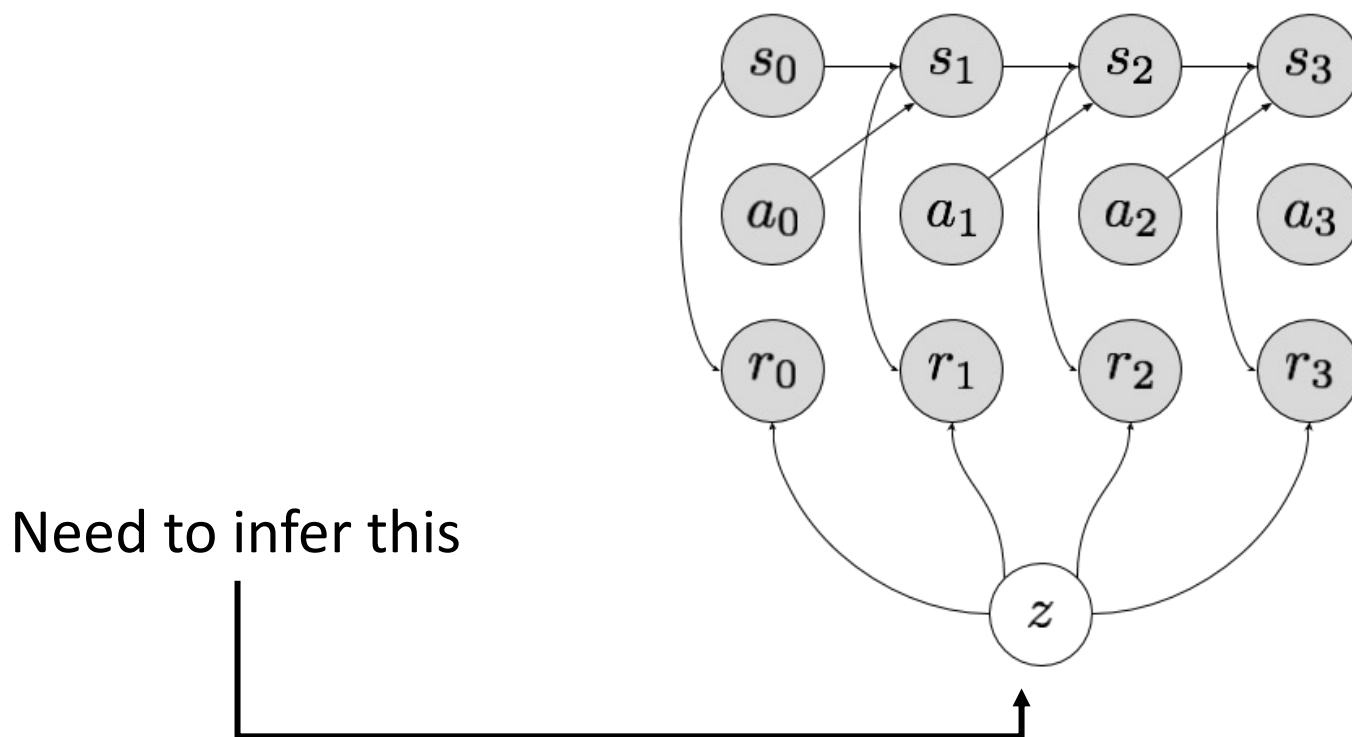 s₀ s₁ s₂ s₃
a₀ a₁ a₂ a₃
r₀ r₁ r₂ r₃
Need to infer this
z